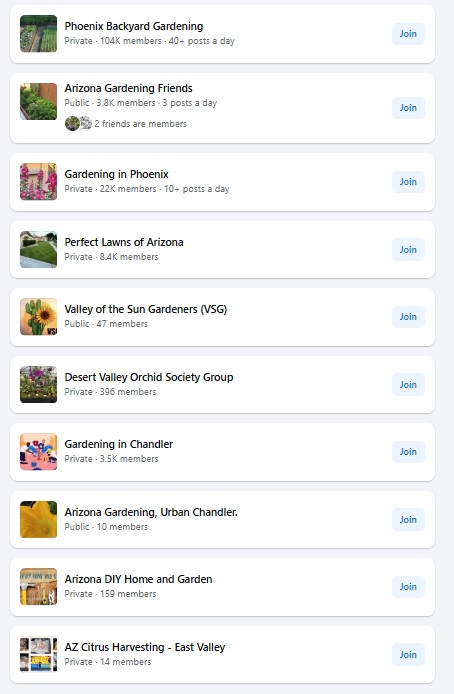 Phoenix Backyard Gardening
Private · 104K members · 40+ posts a day
Join
Arizona Gardening Friends
Public · 3.8K members · 3 posts a day
2 friends are members
Join
Gardening in Phoenix
Private · 22K members · 10+ posts a day
Join
Perfect Lawns of Arizona
Private · 8.4K members
Join
Valley of the Sun Gardeners (VSG)
Public · 47 members
Join
Desert Valley Orchid Society Group
Private · 396 members
Join
Gardening in Chandler
Private · 3.5K members
Join
Arizona Gardening, Urban Chandler.
Public · 10 members
Join
Arizona DIY Home and Garden
Private · 159 members
Join
AZ Citrus Harvesting - East Valley
Private · 14 members
Join